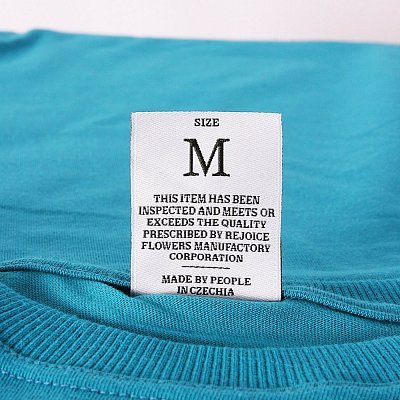 SIZE
M
THIS ITEM HAS BEEN
INSPECTED AND MEETS OR
EXCEEDS THE QUALITY
PRESCRIBED BY REJOICE
FLOWERS MANUFACTORY
CORPORATION
MADE BY PEOPLE
IN CZECHIA